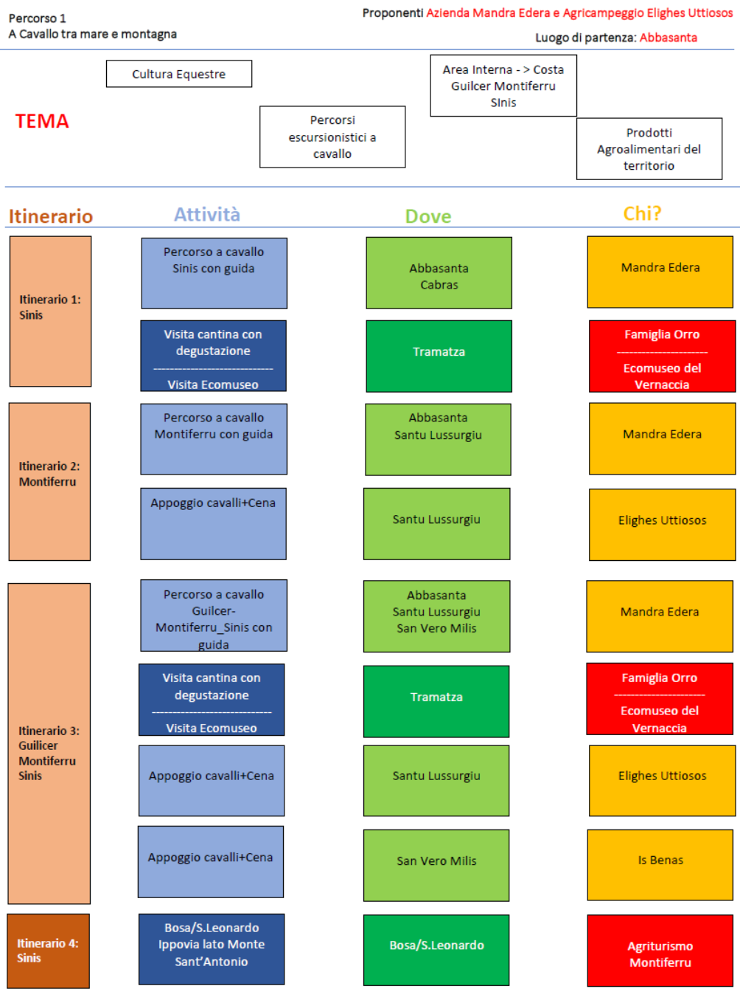 Percorso 1
A Cavallo tra mare e montagna
Proponenti Azienda Mandra Edera e Agricampeggio Elighes Uttiosos
Luogo di partenza: Abbasanta
TEMA
Cultura Equestre
Percorsi
escursionistici a
cavallo
Area Interna - > Costa
Guilcer Montiferru
SInis
Prodotti
Agroalimentari del
territorio
Itinerario
Attività
Dove
Chi?
Itinerario 1:
Sinis
Percorso a cavallo
Sinis con guida
Abbasanta
Cabras
Mandra Edera
Visita cantina con
degustazione
-----------------------------
Visita Ecomuseo
Tramatza
Famiglia Orro
----------------------
Ecomuseo del
Vernaccia
Itinerario 2:
Montiferru
Percorso a cavallo
Montiferru con guida
Abbasanta
Santu Lussurgiu
Mandra Edera
Appoggio cavalli+Cena
Santu Lussurgiu
Elighes Uttiosos
Itinerario 3:
Guilicer
Montiferru
Sinis
Percorso a cavallo
Guilcer-
Montiferru_Sinis con
guida
Abbasanta
Santu Lussurgiu
San Vero Milis
Mandra Edera
Visita cantina con
degustazione
-----------------------------
Visita Ecomuseo
Tramatza
Famiglia Orro
----------------------
Ecomuseo del
Vernaccia
Appoggio cavalli+Cena
Santu Lussurgiu
Elighes Uttiosos
Appoggio cavalli+Cena
San Vero Milis
Is Benas
Itinerario 4:
Sinis
Bosa/S.Leonardo
Ippovia lato Monte
Sant'Antonio
Bosa/S.Leonardo
Agriturismo
Montiferru